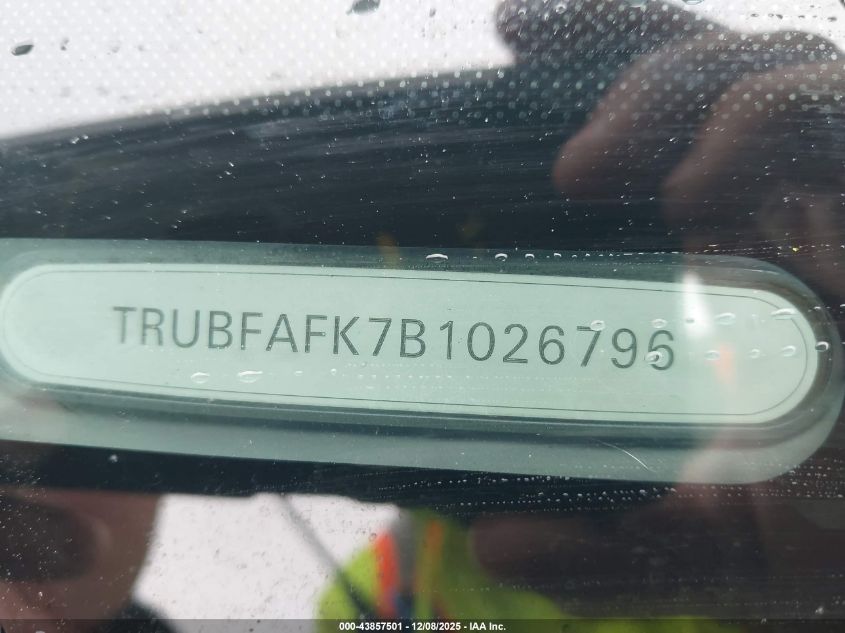 TRUBFAFK7B1026796
000-43857501 - 12/08/2025 - IAA Inc.